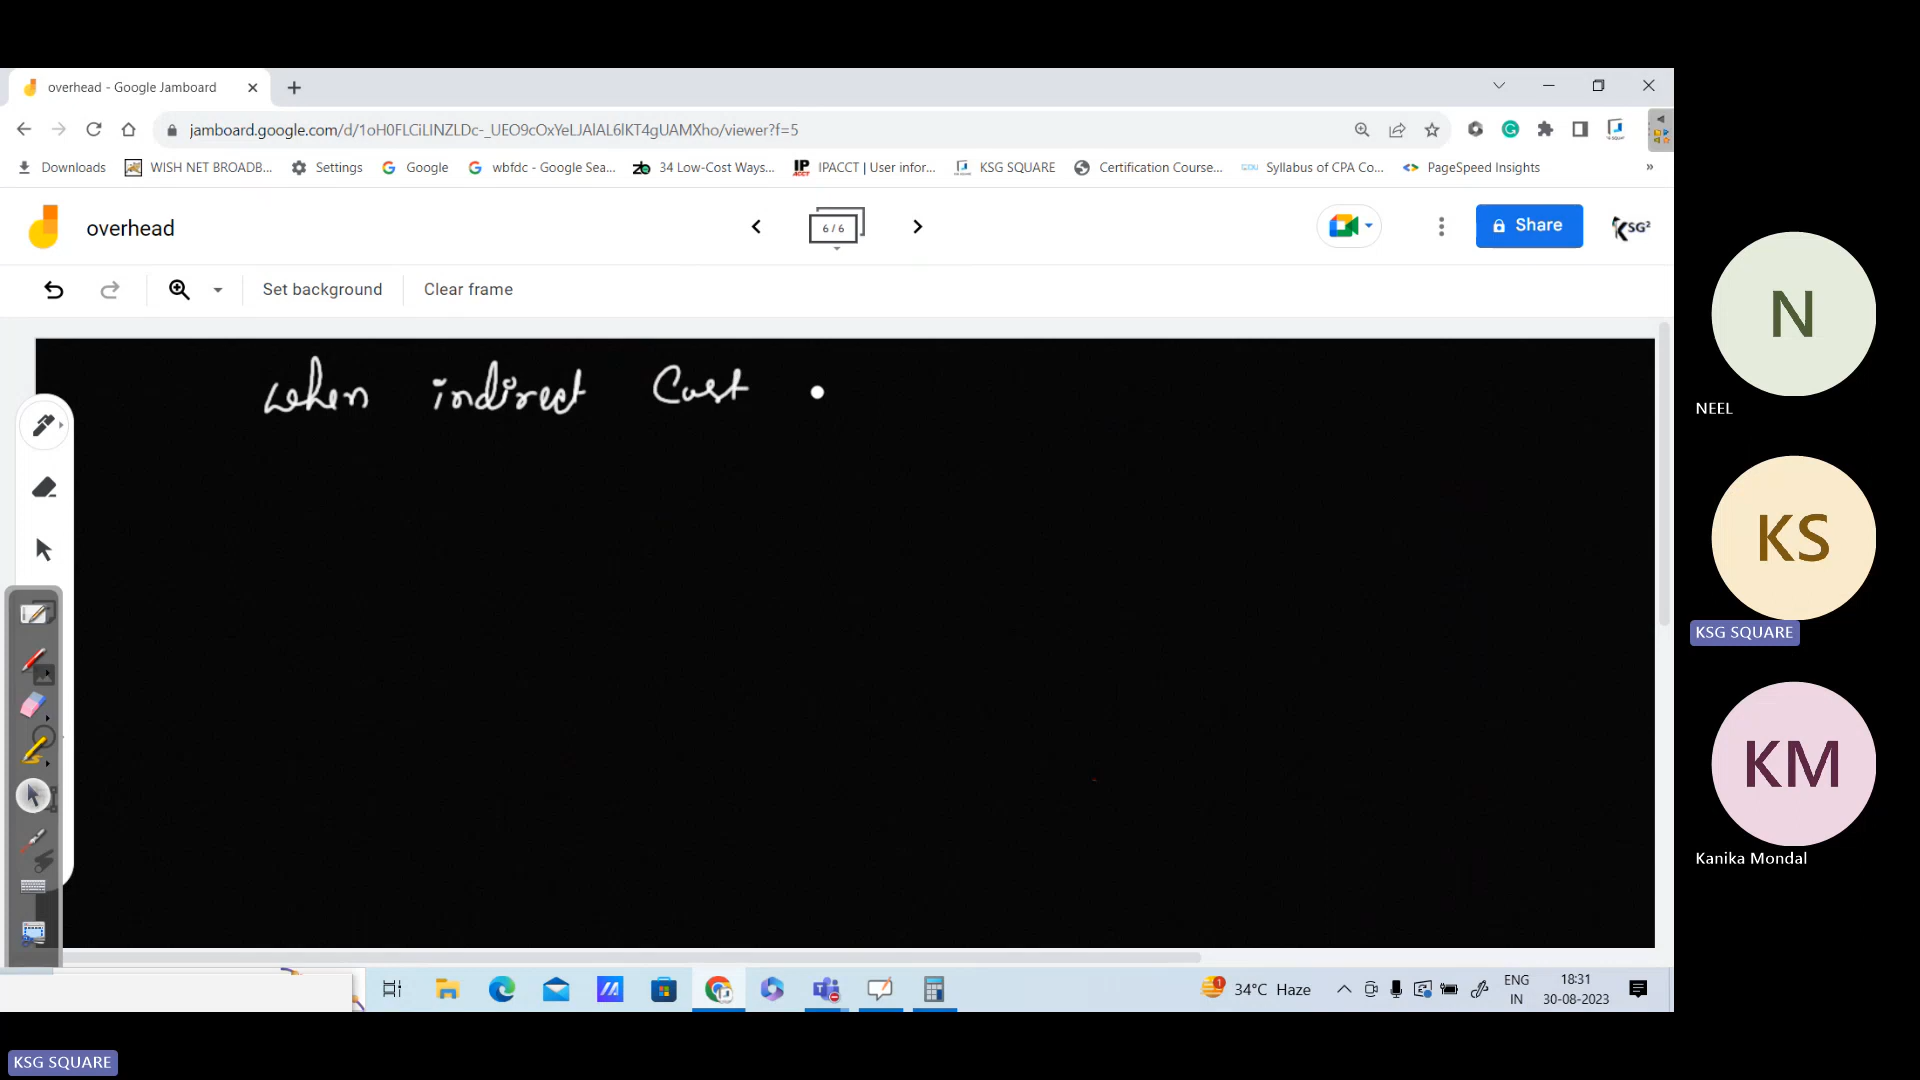 overhead - Google Jamboard
jamboard.google.com/d/1oH0FLCiLINZLDc-_UEO9cOxYeLJAlAL6lKT4gUAMXho/viewer?f=5
Downloads WISH NET BROADB... Settings Google wbfdc - Google Sea... 34 Low-Cost Ways... IPACCT | User infor... KSG SQUARE Certification Course... Syllabus of CPA Co... PageSpeed Insights »
overhead 6 / 6 Share KSG²
Set background Clear frame
when indirect Cost
N
NEEL
KS
KSG SQUARE
KM
Kanika Mondal
34°C Haze ENG IN 18:31 30-08-2023
KSG SQUARE